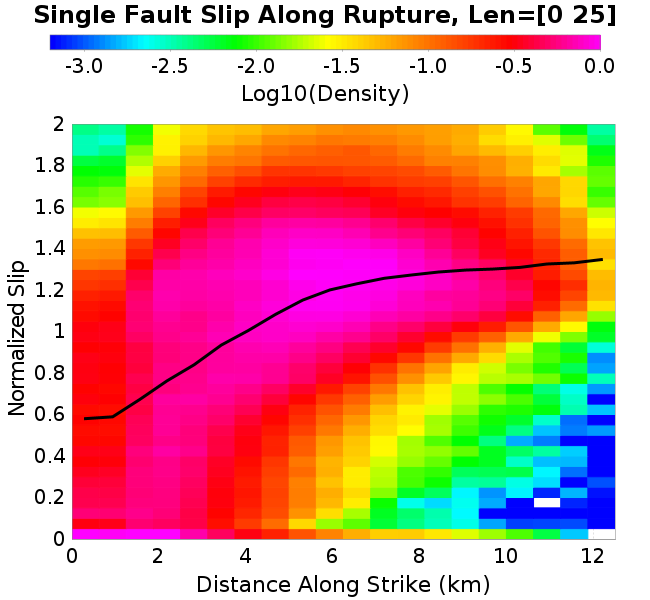 Single Fault Slip Along Rupture, Len=[0 25]
-3.0 -2.5 -2.0 -1.5 -1.0 -0.5 0.0
Log10(Density)
2
1.8
1.6
1.4
1.2
1
0.8
0.6
0.4
0.2
0
Normalized Slip
0 2 4 6 8 10 12
Distance Along Strike (km)